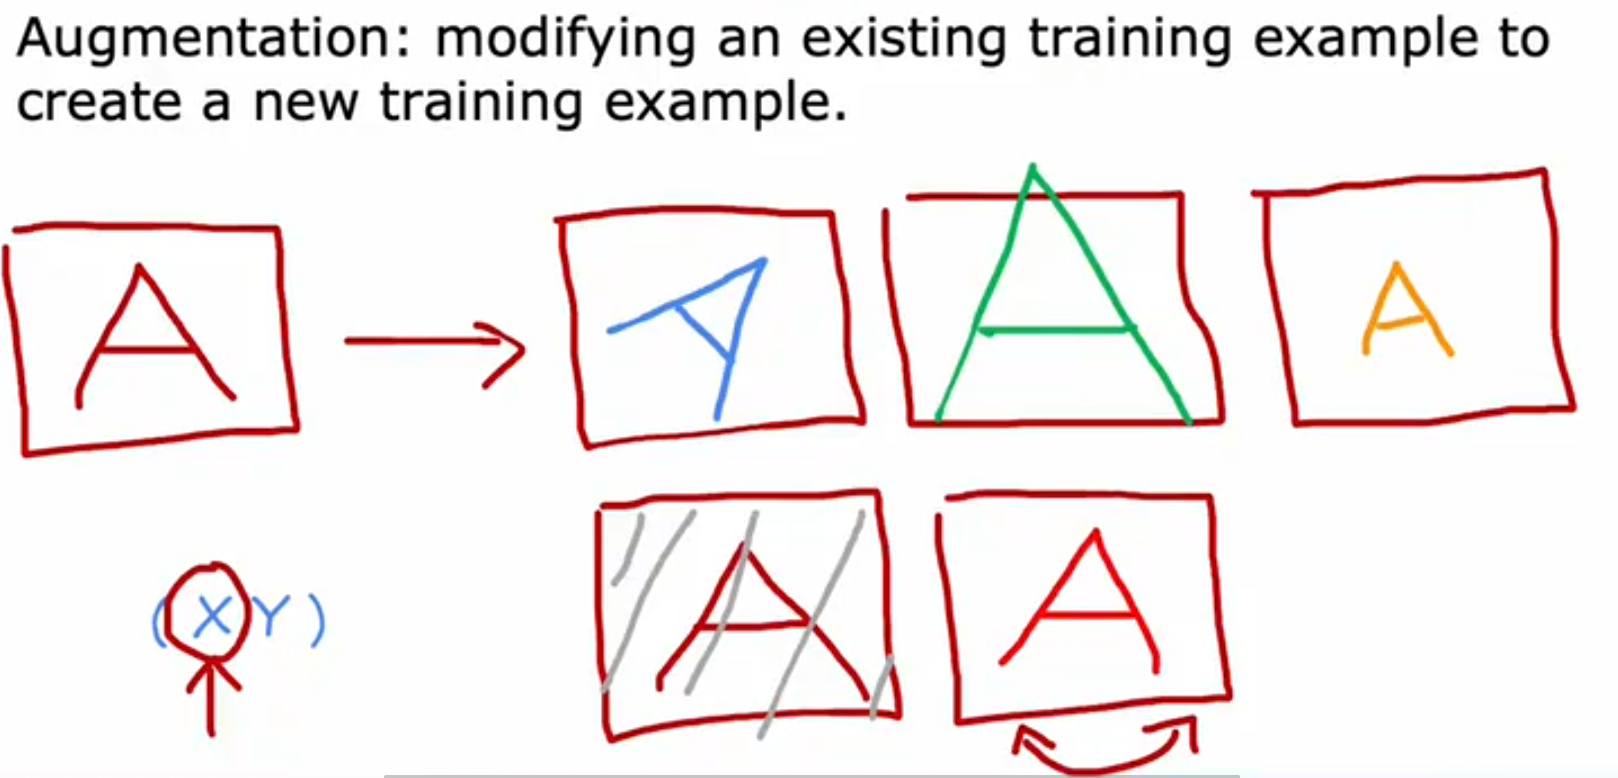 Augmentation: modifying an existing training example to
create a new training example.
A
A
A
A
A
A
(X Y)